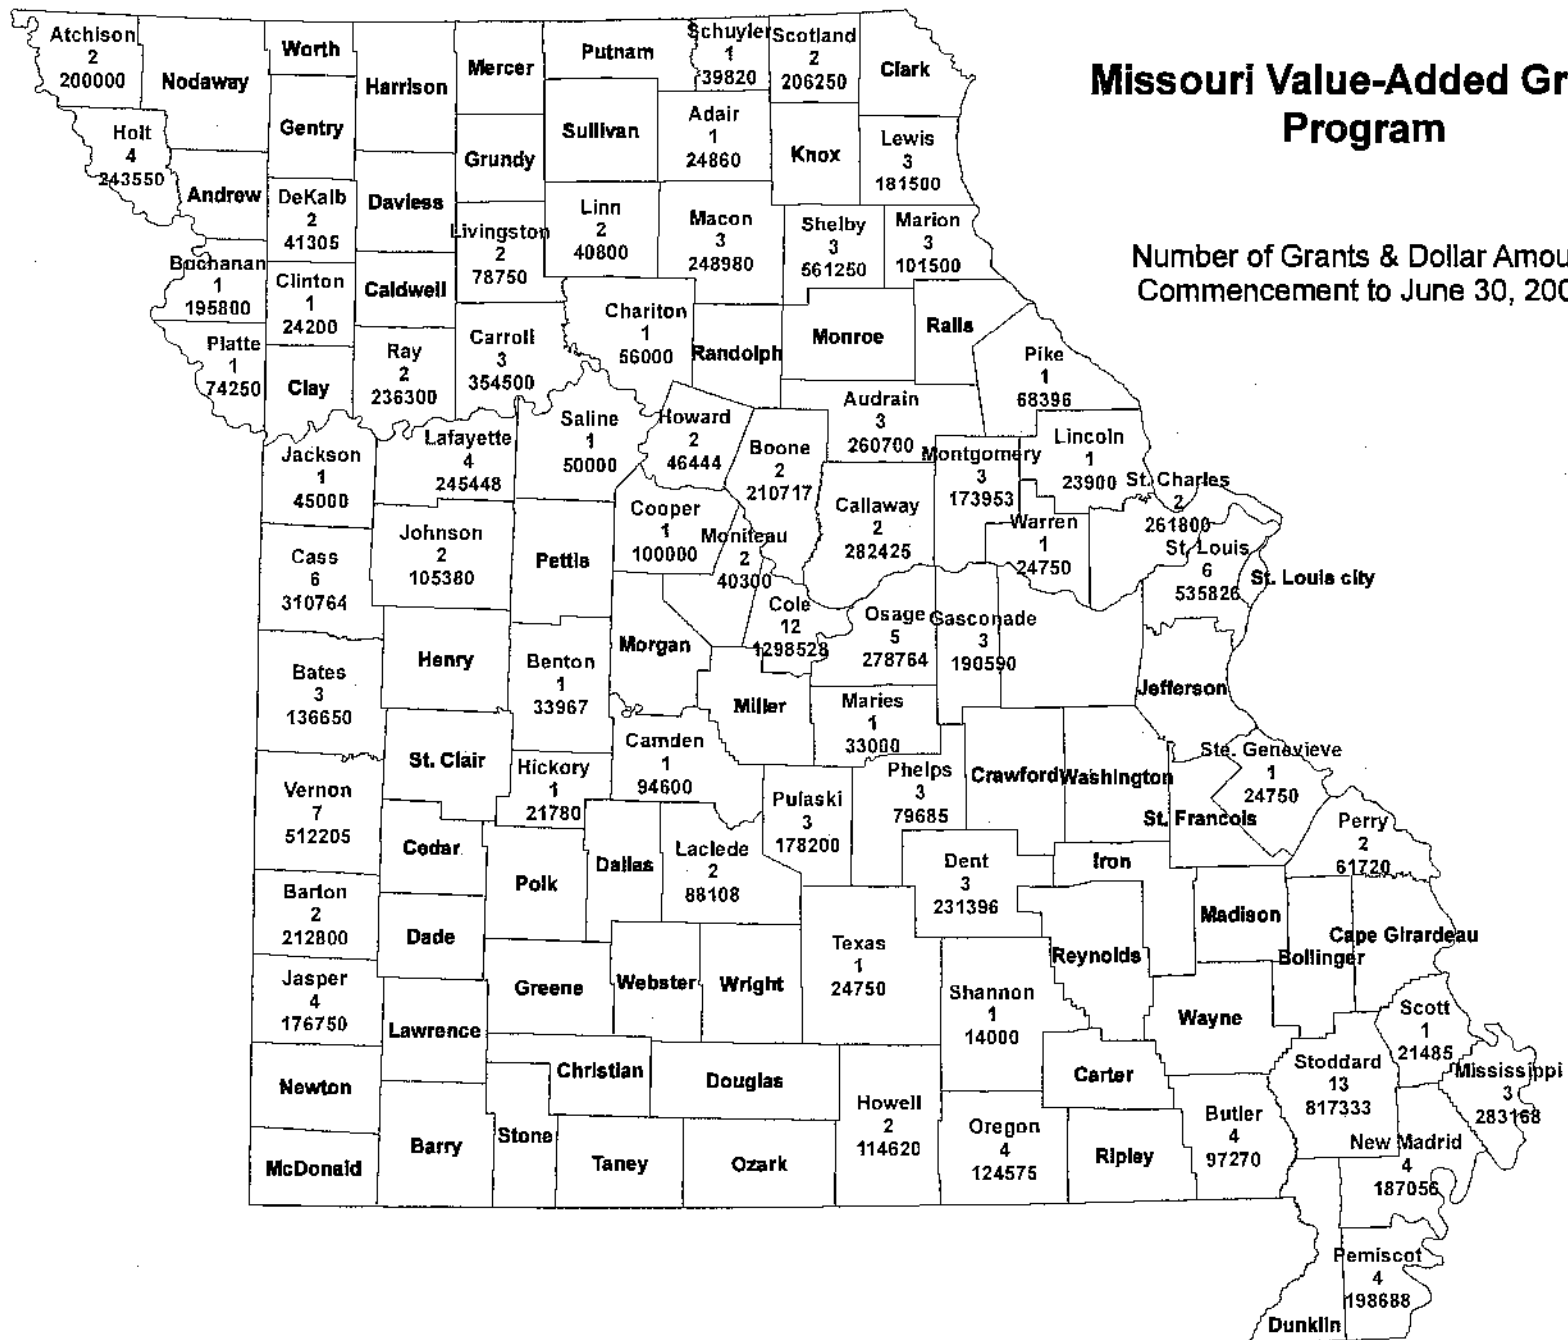 Missouri Value-Added Gr
Program
Number of Grants & Dollar Amou
Commencement to June 30, 200
Atchison
2
200000
Nodaway
Worth
Harrison
Mercer
Putnam
Schuyler
1
39820
Scotland
2
206250
Clark
Holt
4
243550
Gentry
Sullivan
Adair
1
24860
Knox
Lewis
3
181500
Grundy
Andrew
DeKalb
2
41305
Daviess
Livingston
2
78750
Linn
2
40800
Macon
3
248980
Shelby
3
561250
Marion
3
101500
Buchanan
1
195800
Clinton
1
24200
Caldwell
Chariton
1
56000
Randolph
Monroe
Ralls
Platte
1
74250
Clay
Ray
2
236300
Carroll
3
354500
Pike
1
68396
Audrain
3
260700
Jackson
1
45000
Lafayette
4
245448
Saline
1
50000
Howard
2
46444
Boone
2
210717
Montgomery
3
173953
Lincoln
1
23900
St. Charles
2
261800
Callaway
2
282425
Cooper
1
100000
Moniteau
2
40300
Warren
1
24750
St. Louis
6
535826
St. Louis city
Cass
6
310764
Johnson
2
105380
Pettis
Cole
12
1298528
Osage
5
278764
Gasconade
3
190590
Morgan
Henry
Benton
1
33967
Bates
3
136650
Miller
Maries
1
33000
Jefferson
St. Clair
Hickory
1
21780
Camden
1
94600
Phelps
3
79685
Crawford
Washington
Ste. Genevieve
1
24750
Vernon
7
512205
Pulaski
3
178200
St. Francois
Perry
2
61720
Cedar
Polk
Dallas
Laclede
2
88108
Dent
3
231396
Iron
Barton
2
212800
Dade
Madison
Bollinger
Cape Girardeau
Texas
1
24750
Reynolds
Jasper
4
176750
Greene
Webster
Wright
Shannon
1
14000
Lawrence
Wayne
Scott
1
21485
Christian
Douglas
Carter
Stoddard
13
817333
Mississippi
3
283168
Newton
Howell
2
114620
Oregon
4
124575
Butler
4
97270
New Madrid
4
187056
Barry
Stone
McDonald
Taney
Ozark
Ripley
Pemiscot
4
198688
Dunklin